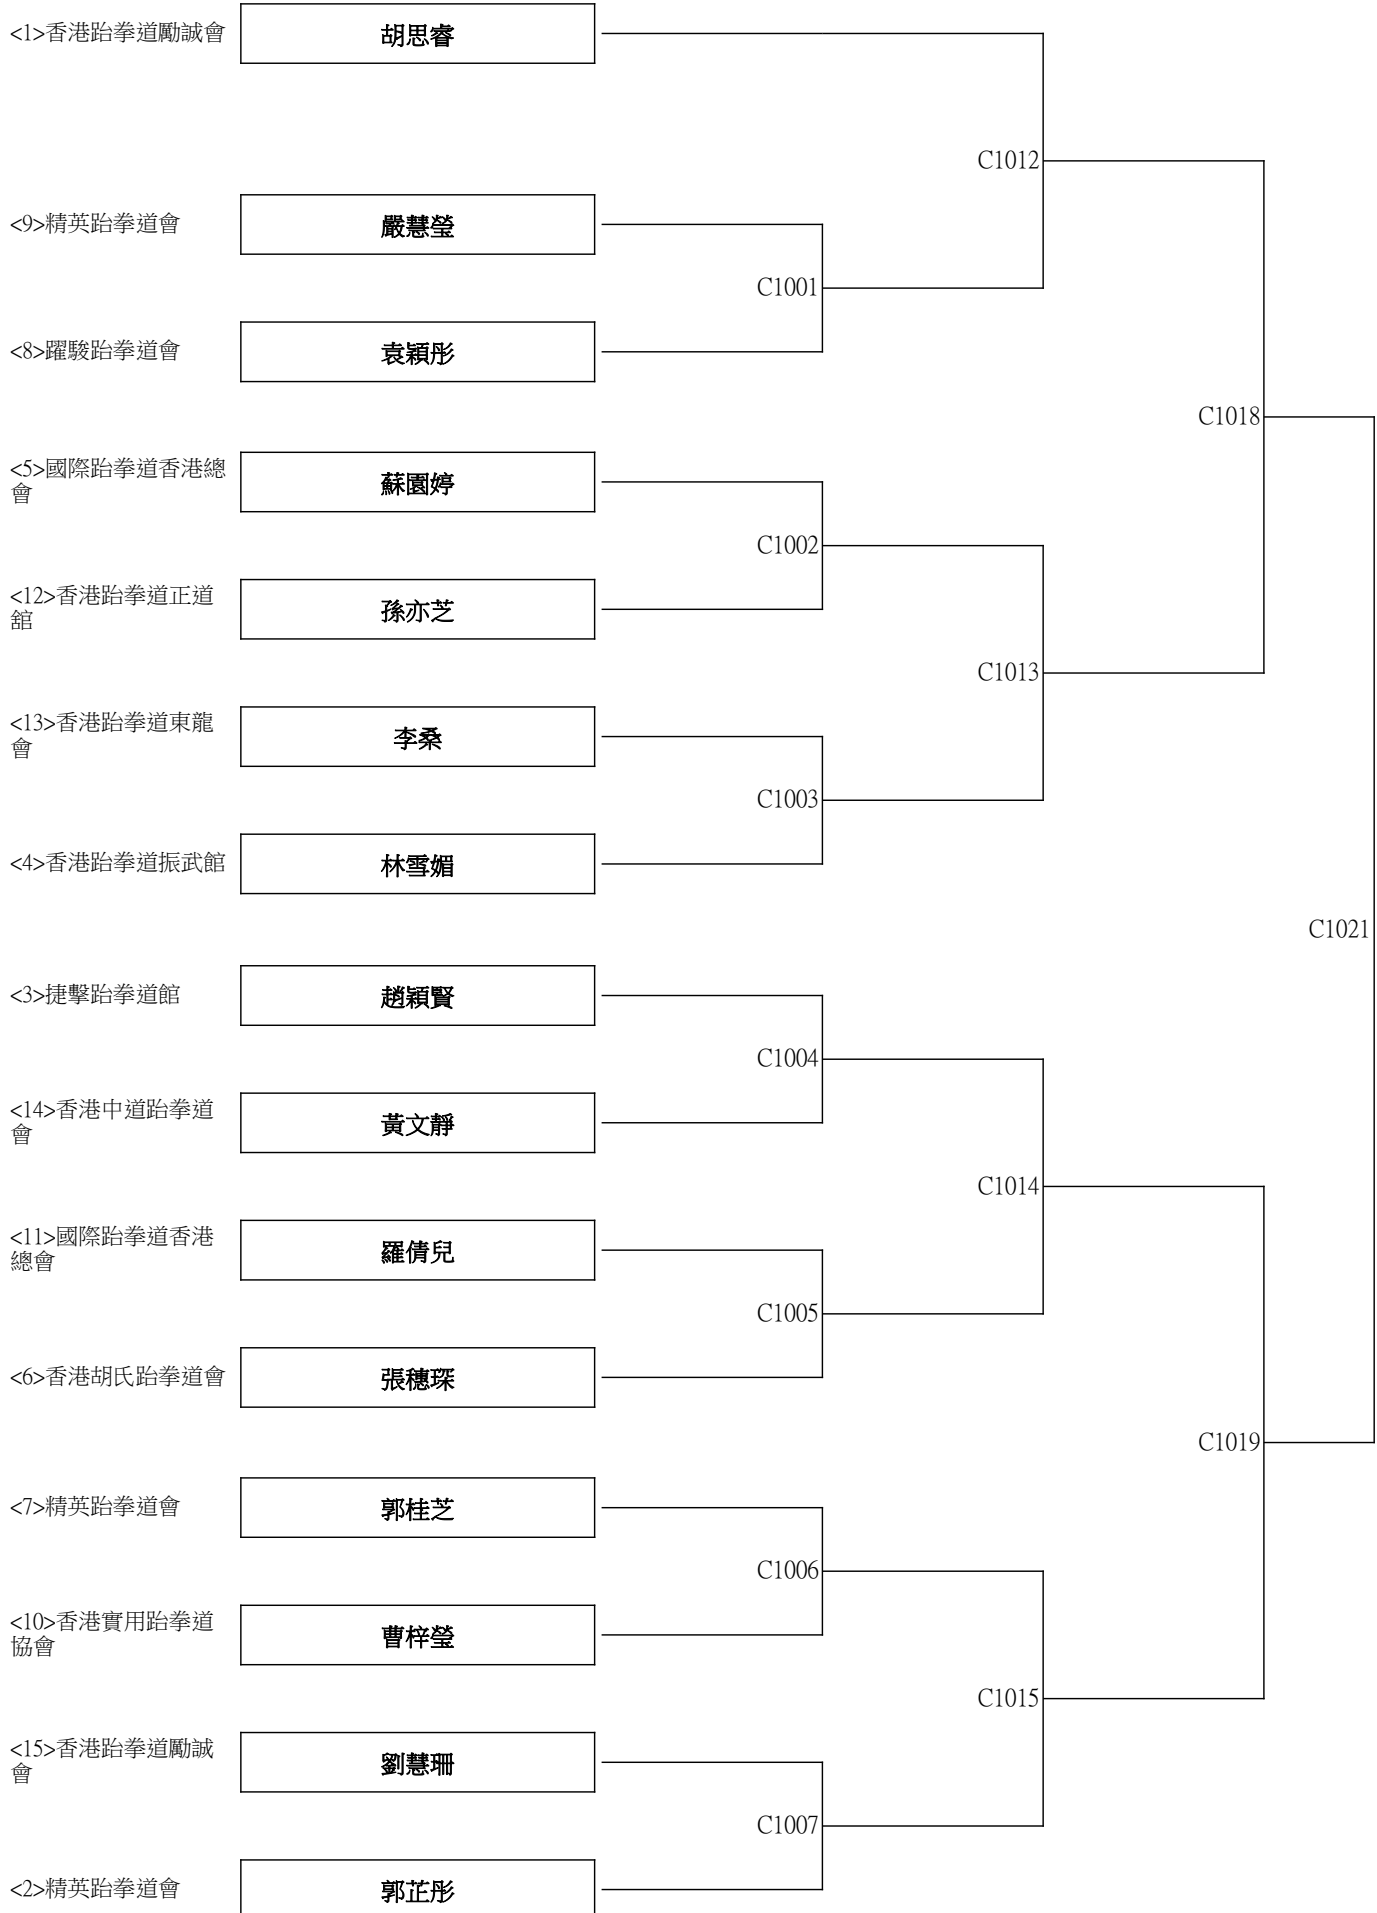 <1>香港跆拳道勵誠會
胡思睿
C1012
<9>精英跆拳道會
嚴慧瑩
C1001
<8>躍駿跆拳道會
袁穎彤
C1018
<5>國際跆拳道香港總
會
蘇園婷
C1002
<12>香港跆拳道正道
舘
孫亦芝
C1013
<13>香港跆拳道東龍
會
李桑
C1003
<4>香港跆拳道振武館
林雪媚
C1021
<3>捷擊跆拳道館
趙穎賢
C1004
<14>香港中道跆拳道
會
黃文靜
C1014
<11>國際跆拳道香港
總會
羅倩兒
C1005
<6>香港胡氏跆拳道會
張穗琛
C1019
<7>精英跆拳道會
郭桂芝
C1006
<10>香港實用跆拳道
協會
曹梓瑩
C1015
<15>香港跆拳道勵誠
會
劉慧珊
C1007
<2>精英跆拳道會
郭芷彤